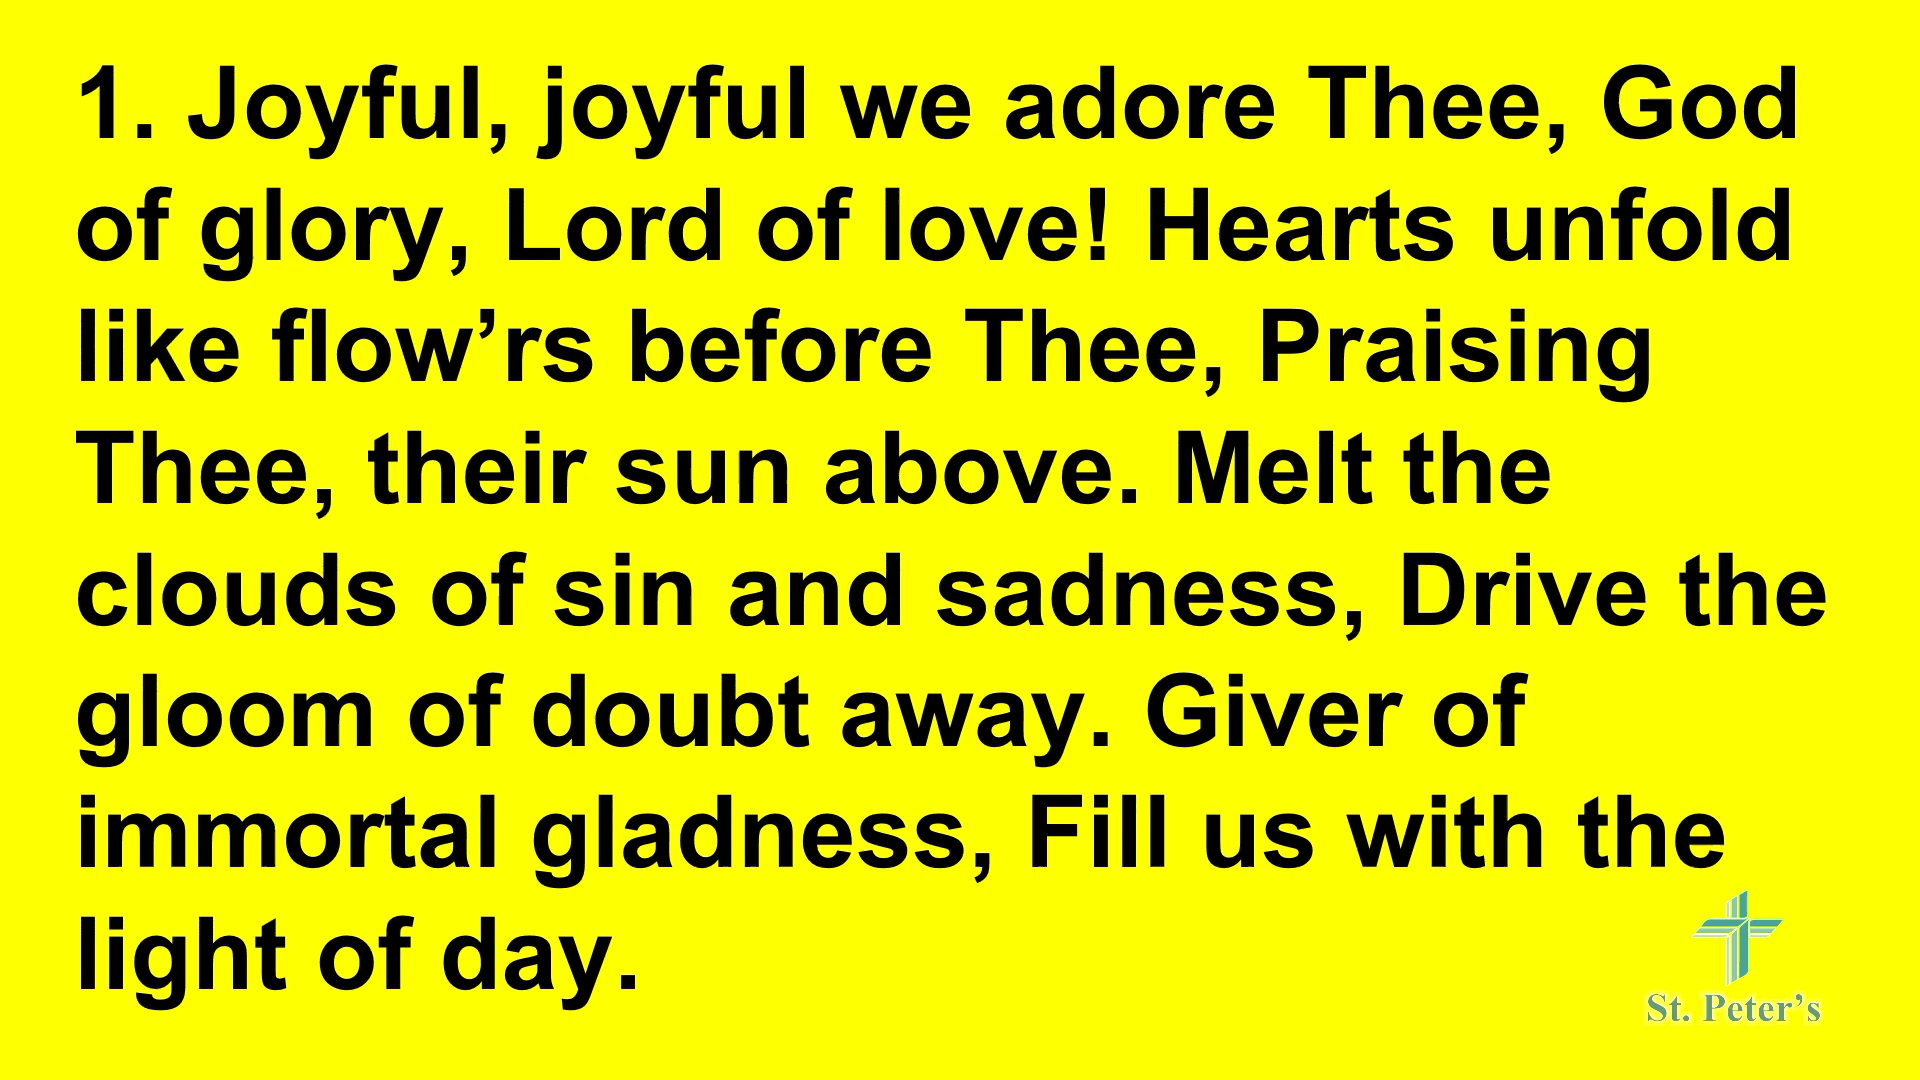 1. Joyful, joyful we adore Thee, God
of glory, Lord of love! Hearts unfold
like flow’rs before Thee, Praising
Thee, their sun above. Melt the
clouds of sin and sadness, Drive the
gloom of doubt away. Giver of
immortal gladness, Fill us with the
light of day.
St. Peter’s